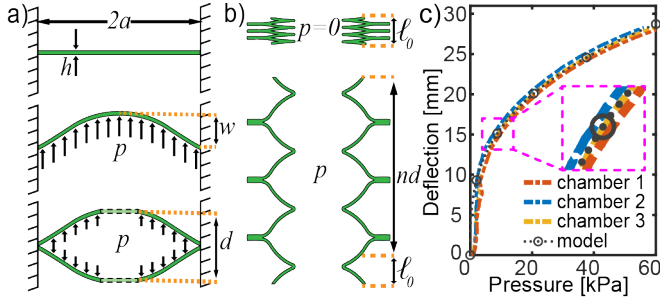 a)
2a
h
p
w
p
d
b)
p=0
ℓ0
p
nd
ℓ0
c)
Deflection [mm]
30
25
20
15
10
5
0
chamber 1
chamber 2
chamber 3
model
0 20 40 60
Pressure [kPa]